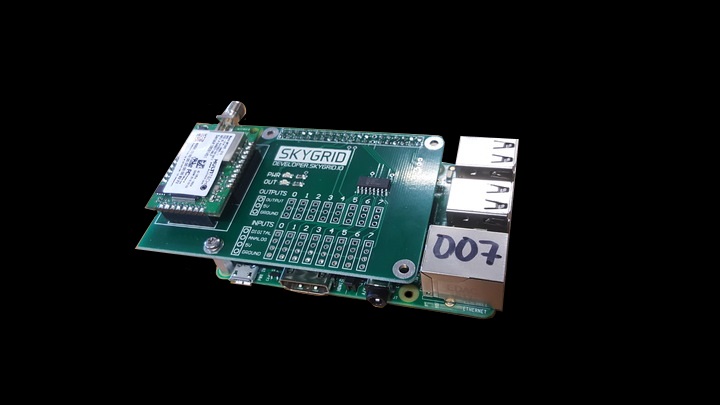 SKYGRID
DEVELOPER.SKYGRID.IO
PWR
OUT
OUTPUTS 0 1 2 3 4 5 6 7
OUTPUT
5V
GROUND
INPUTS 0 1 2 3 4 5 6 7
DIGITAL
ANALOG
5V
GROUND
007
ETHERNET